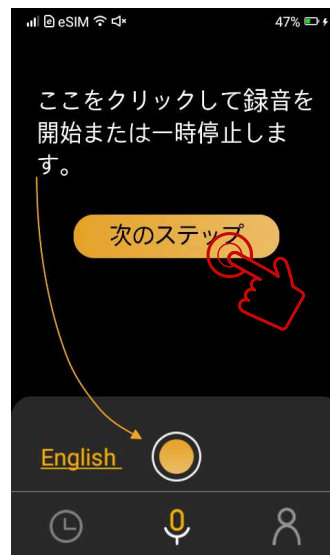 eSIM 47%
ここをクリックして録音を
開始または一時停止しま
す。
次のステップ
English